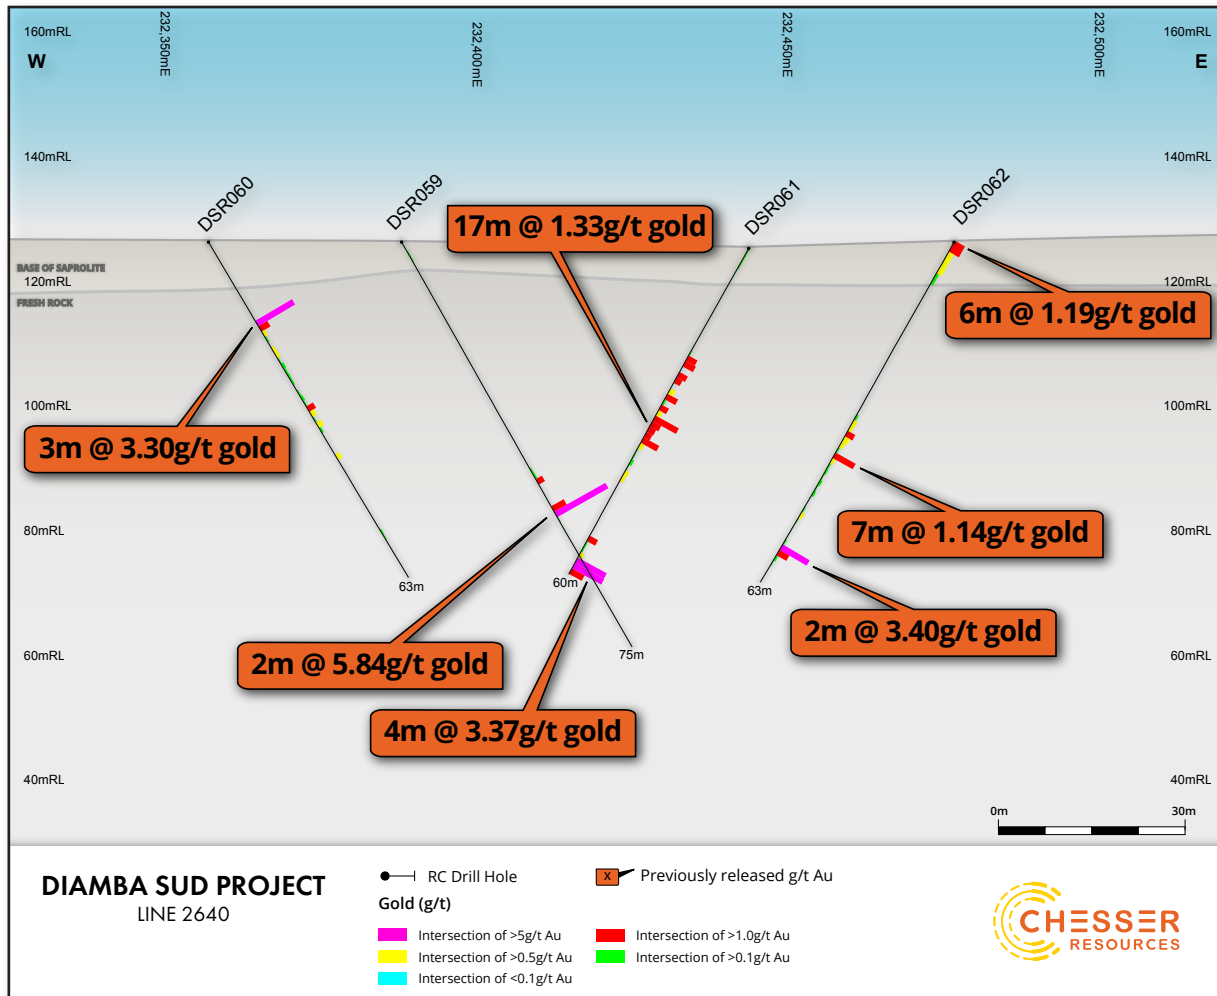 232,350mE
232,400mE
232,450mE
232,500mE
160mRL
160mRL
W
E
140mRL
140mRL
DSR060
DSR059
DSR061
DSR062
17m @ 1.33g/t gold
BASE OF SAPROLITE
120mRL
120mRL
FRESH ROCK
6m @ 1.19g/t gold
100mRL
100mRL
3m @ 3.30g/t gold
80mRL
80mRL
7m @ 1.14g/t gold
63m
60m
63m
2m @ 3.40g/t gold
60mRL
60mRL
75m
2m @ 5.84g/t gold
4m @ 3.37g/t gold
40mRL
40mRL
0m
30m
DIAMBA SUD PROJECT
LINE 2640
RC Drill Hole
X
Previously released g/t Au
Gold (g/t)
Intersection of >5g/t Au
Intersection of >1.0g/t Au
Intersection of >0.5g/t Au
Intersection of >0.1g/t Au
Intersection of <0.1g/t Au
CHESSER
RESOURCES